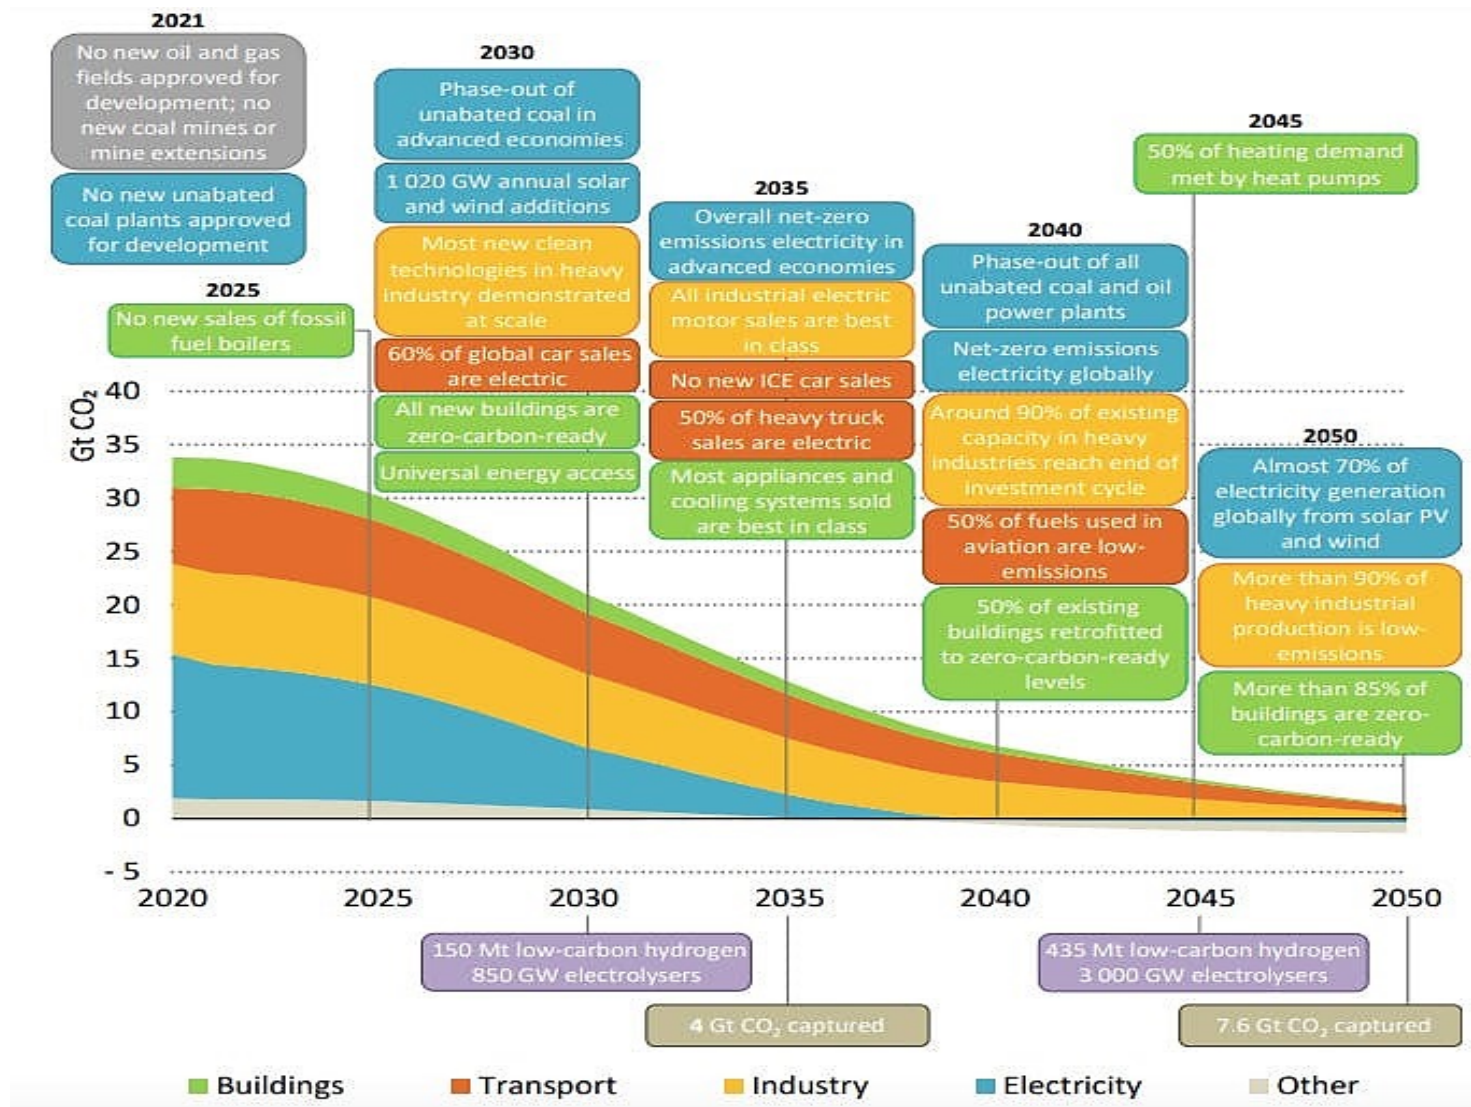 2021
No new oil and gas
fields approved for
development; no
new coal mines or
mine extensions
No new unabated
coal plants approved
for development
2025
No new sales of fossil
fuel boilers
2030
Phase-out of
unabated coal in
advanced economies
1 020 GW annual solar
and wind additions
Most new clean
technologies in heavy
industry demonstrated
at scale
60% of global car sales
are electric
All new buildings are
zero-carbon-ready
Universal energy access
2035
Overall net-zero
emissions electricity in
advanced economies
All industrial electric
motor sales are best
in class
No new ICE car sales
50% of heavy truck
sales are electric
Most appliances and
cooling systems sold
are best in class
2040
Phase-out of all
unabated coal and oil
power plants
Net-zero emissions
electricity globally
Around 90% of existing
capacity in heavy
industries reach end of
investment cycle
50% of fuels used in
aviation are low-
emissions
50% of existing
buildings retrofitted
to zero-carbon-ready
levels
2045
50% of heating demand
met by heat pumps
2050
Almost 70% of
electricity generation
globally from solar PV
and wind
More than 90% of
heavy industrial
production is low-
emissions
More than 85% of
buildings are zero-
carbon-ready
Gt CO₂
40
35
30
25
20
15
10
5
0
- 5
2020 2025 2030 2035 2040 2045 2050
150 Mt low-carbon hydrogen
850 GW electrolysers
435 Mt low-carbon hydrogen
3 000 GW electrolysers
4 Gt CO₂ captured
7.6 Gt CO₂ captured
Buildings Transport Industry Electricity Other